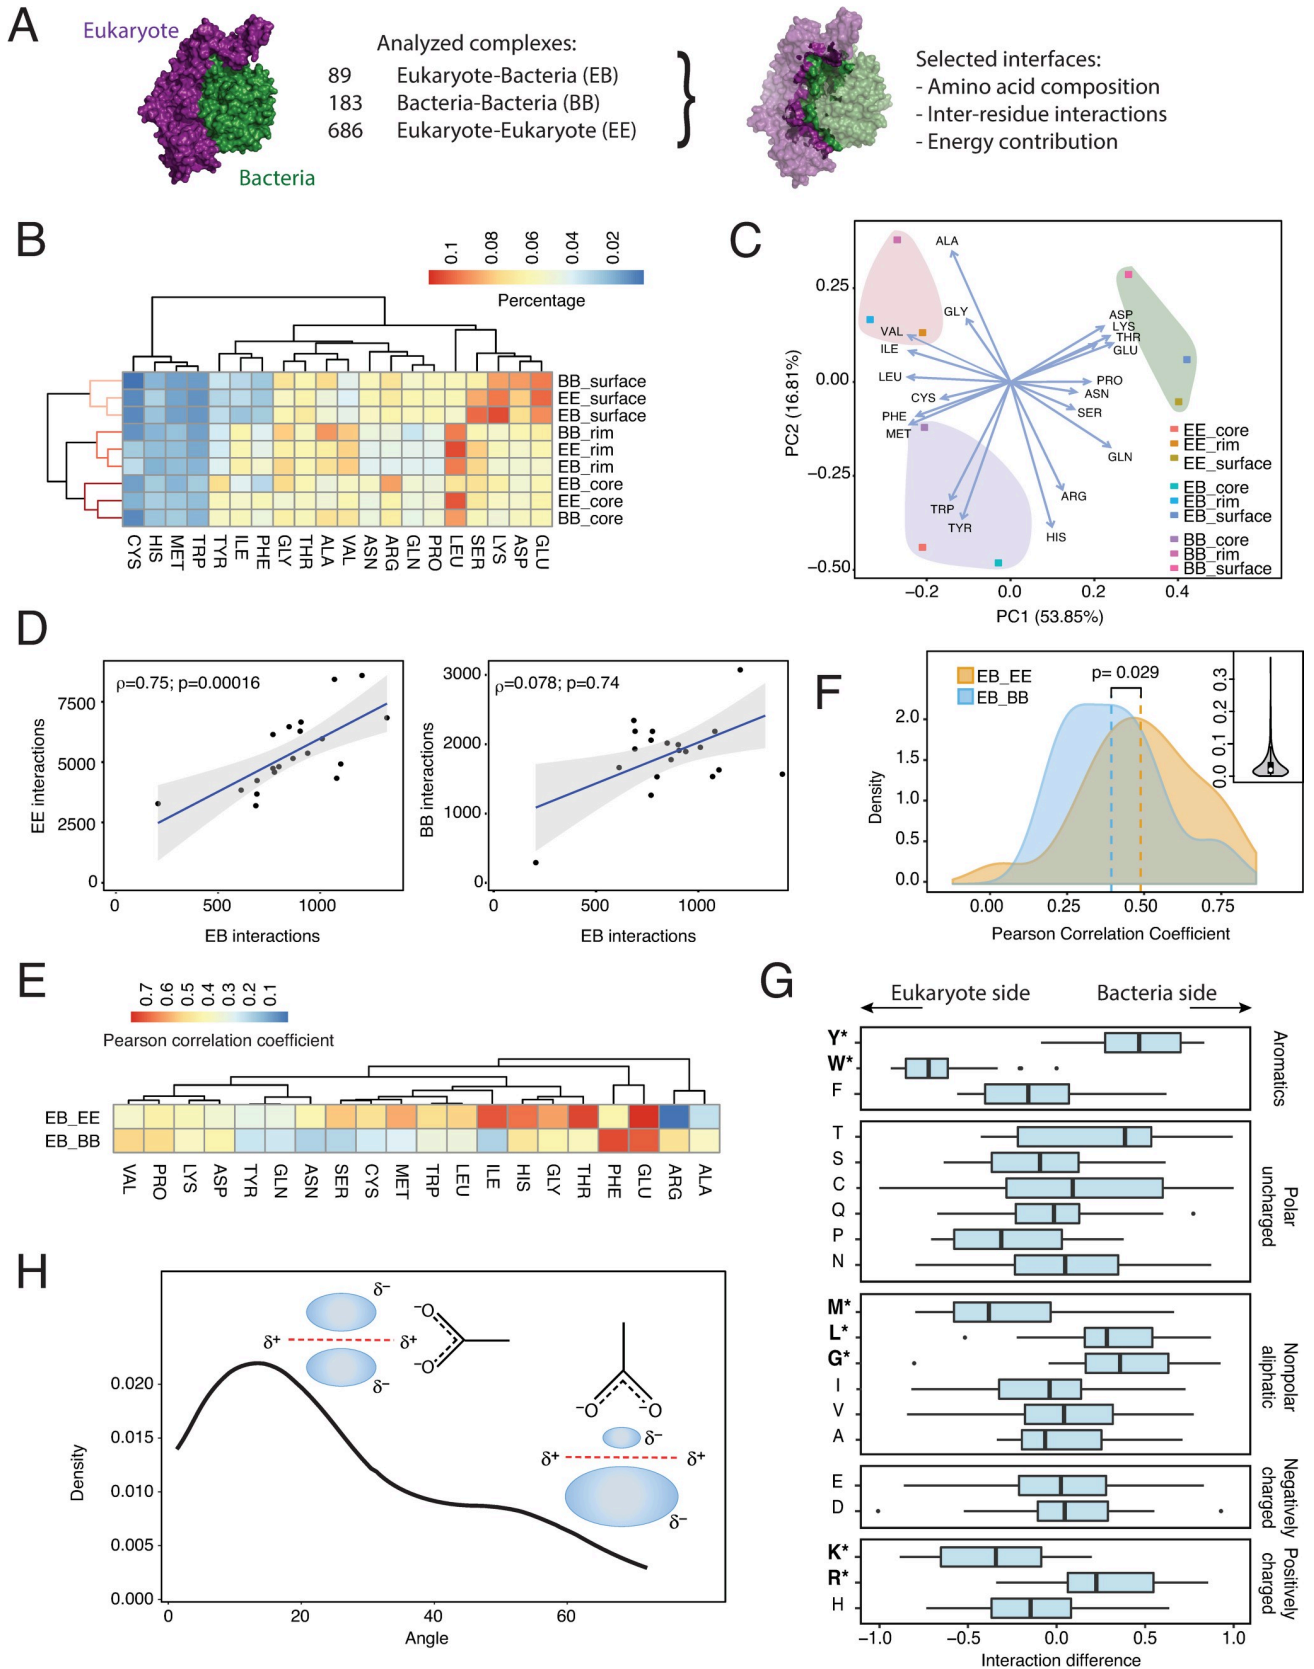 A
Eukaryote
Bacteria
Analyzed complexes:
89 Eukaryote-Bacteria (EB)
183 Bacteria-Bacteria (BB)
686 Eukaryote-Eukaryote (EE)
}
Selected interfaces:
- Amino acid composition
- Inter-residue interactions
- Energy contribution
B
0.1 0.08 0.06 0.04 0.02
Percentage
BB_surface
EE_surface
EB_surface
BB_rim
EE_rim
EB_rim
EB_core
EE_core
BB_core
CYS HIS MET TRP TYR ILE PHE GLY THR ALA VAL ASN ARG GLN PRO LEU SER LYS ASP GLU
C
PC2 (16.81%)
0.25
0.00
−0.25
−0.50
ALA
GLY
VAL
ILE
LEU
CYS
PHE
MET
TRP
TYR
ASP
LYS
THR
GLU
PRO
ASN
SER
GLN
ARG
HIS
EE_core
EE_rim
EE_surface
EB_core
EB_rim
EB_surface
BB_core
BB_rim
BB_surface
−0.2 0.0 0.2 0.4
PC1 (53.85%)
D
ρ=0.75; p=0.00016
EE interactions
7500
5000
2500
0
0 500 1000
EB interactions
ρ=0.078; p=0.74
BB interactions
3000
2000
1000
0
0 500 1000
EB interactions
F
EB_EE
EB_BB
p= 0.029
0.0 0.1 0.2 0.3
Density
2.0
1.5
1.0
0.5
0.0
0.00 0.25 0.50 0.75
Pearson Correlation Coefficient
E
0.7 0.6 0.5 0.4 0.3 0.2 0.1
Pearson correlation coefficient
EB_EE
EB_BB
VAL PRO LYS ASP TYR GLN ASN SER CYS MET TRP LEU ILE HIS GLY THR PHE GLU ARG ALA
G
Eukaryote side Bacteria side
Y*
W*
F
Aromatics
T
S
C
Q
P
N
Polar
uncharged
M*
L*
G*
I
V
A
Nonpolar
aliphatic
E
D
Negatively
charged
K*
R*
H
Positively
charged
−1.0 −0.5 0.0 0.5 1.0
Interaction difference
H
Density
0.020
0.015
0.010
0.005
0.000
0 20 40 60
Angle
δ−
δ+ δ+
δ−
−O
−O
−O −O
δ−
δ+ δ+
δ−